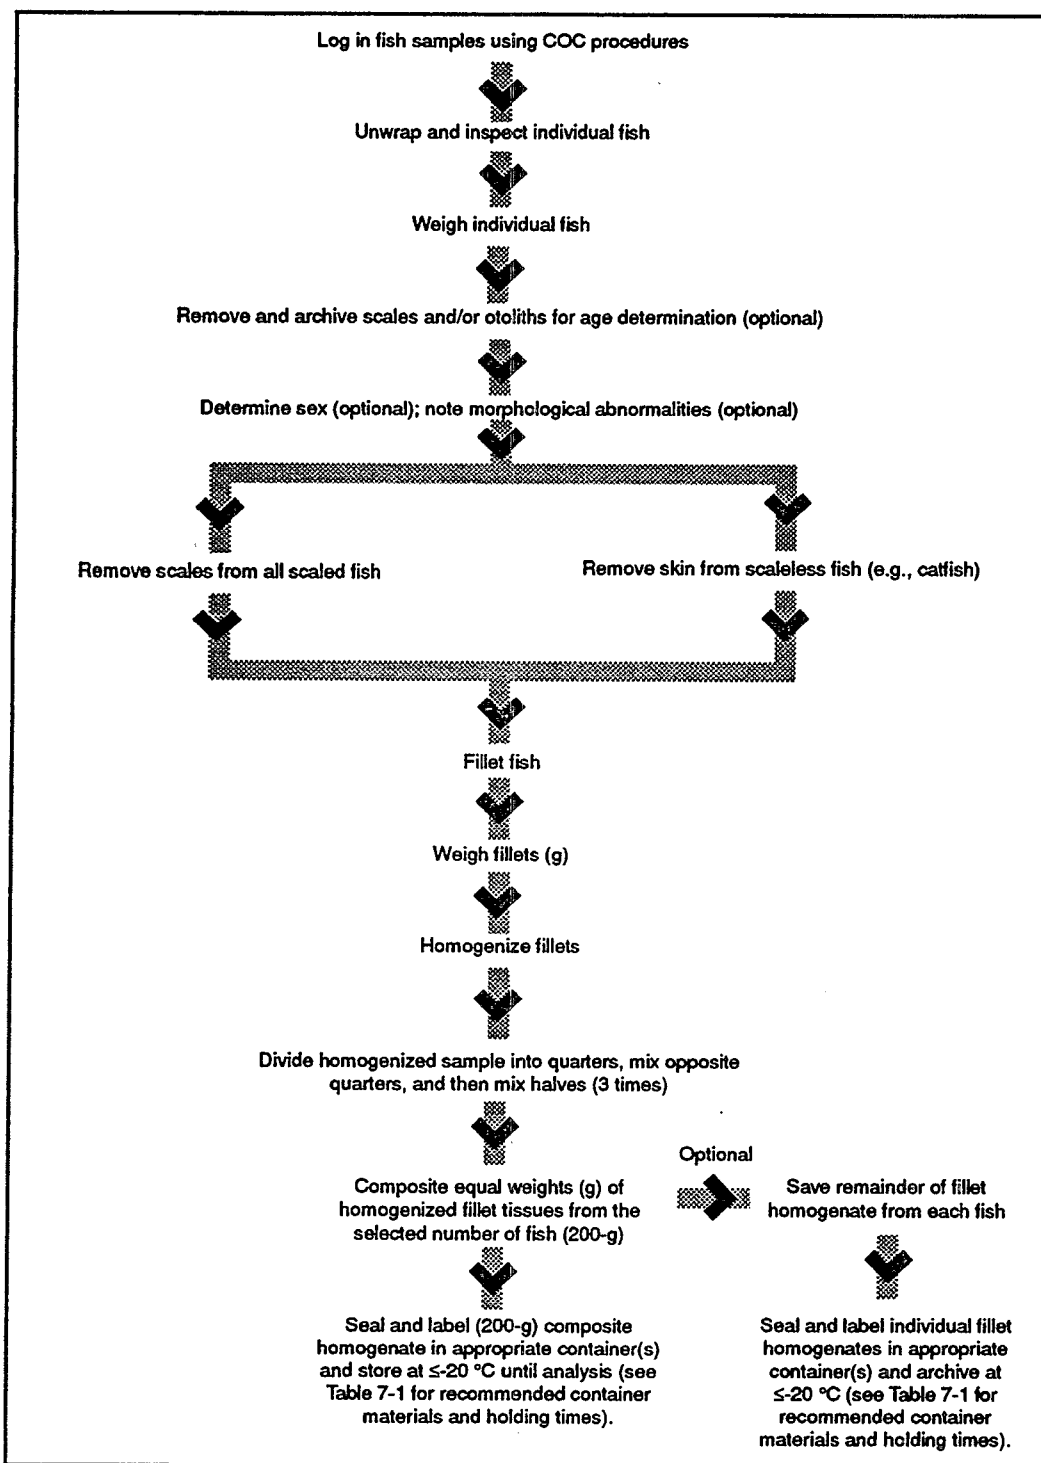 Log in fish samples using COC procedures
Unwrap and inspect individual fish
Weigh individual fish
Remove and archive scales and/or otoliths for age determination (optional)
Determine sex (optional); note morphological abnormalities (optional)
Remove scales from all scaled fish
Remove skin from scaleless fish (e.g., catfish)
Fillet fish
Weigh fillets (g)
Homogenize fillets
Divide homogenized sample into quarters, mix opposite
quarters, and then mix halves (3 times)
Composite equal weights (g) of
homogenized fillet tissues from the
selected number of fish (200-g)
Optional
Save remainder of fillet
homogenate from each fish
Seal and label (200-g) composite
homogenate in appropriate container(s)
and store at ≤-20 °C until analysis (see
Table 7-1 for recommended container
materials and holding times).
Seal and label individual fillet
homogenates in appropriate
container(s) and archive at
≤-20 °C (see Table 7-1 for
recommended container
materials and holding times).